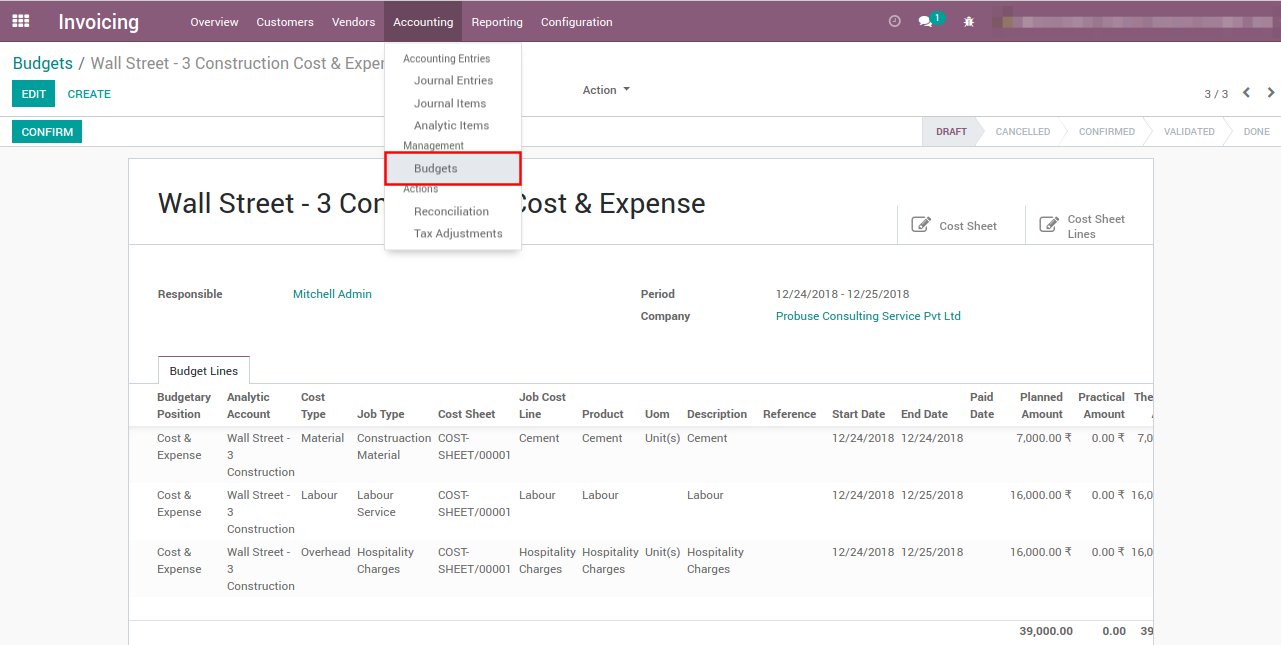 Invoicing Overview Customers Vendors Accounting Reporting Configuration 1
Budgets / Wall Street - 3 Construction Cost & Exper
EDIT CREATE
Action
3 / 3
CONFIRM
DRAFT CANCELLED CONFIRMED VALIDATED DONE
Accounting Entries
Journal Entries
Journal Items
Analytic Items
Management
Budgets
Actions
Reconciliation
Tax Adjustments
Wall Street - 3 Con Cost & Expense
Cost Sheet
Cost Sheet
Lines
Responsible Mitchell Admin
Period 12/24/2018 - 12/25/2018
Company Probuse Consulting Service Pvt Ltd
Budget Lines
Budgetary Analytic Cost Job Cost Paid Planned Practical The
Position Account Type Job Type Cost Sheet Line Product Uom Description Reference Start Date End Date Date Amount Amount
Cost & Wall Street - Material Construaction COST- Cement Cement Unit(s) Cement 12/24/2018 12/24/2018 7,000.00 ₹ 0.00 ₹ 7,0
Expense 3 Material SHEET/00001
Construction
Cost & Wall Street - Labour Labour COST- Labour Labour Labour 12/24/2018 12/25/2018 16,000.00 ₹ 0.00 ₹ 16,0
Expense 3 Service SHEET/00001
Construction
Cost & Wall Street - Overhead Hospitality COST- Hospitality Hospitality Unit(s) Hospitality 12/24/2018 12/25/2018 16,000.00 ₹ 0.00 ₹ 16,0
Expense 3 Charges SHEET/00001 Charges Charges Charges
Construction
39,000.00 0.00 39